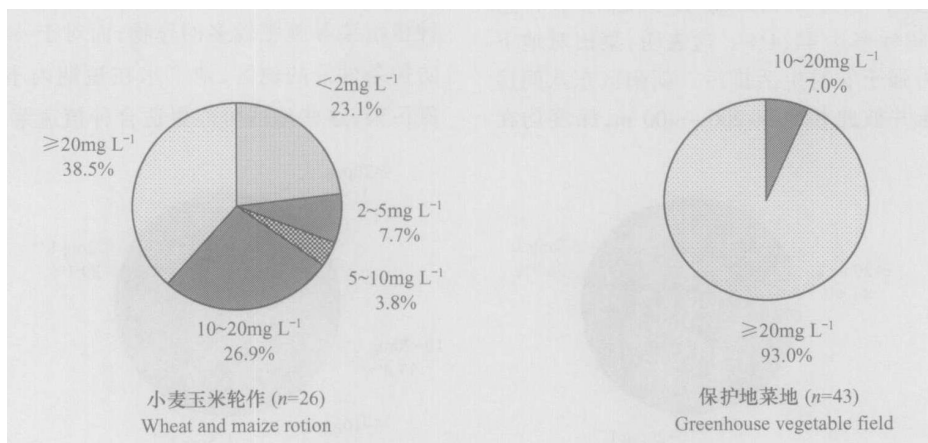 <2mg L⁻¹
23.1%
≥20mg L⁻¹
38.5%
2~5mg L⁻¹
7.7%
5~10mg L⁻¹
3.8%
10~20mg L⁻¹
26.9%
小麦玉米轮作 (n=26)
Wheat and maize rotion
10~20mg L⁻¹
7.0%
≥20mg L⁻¹
93.0%
保护地菜地 (n=43)
Greenhouse vegetable field